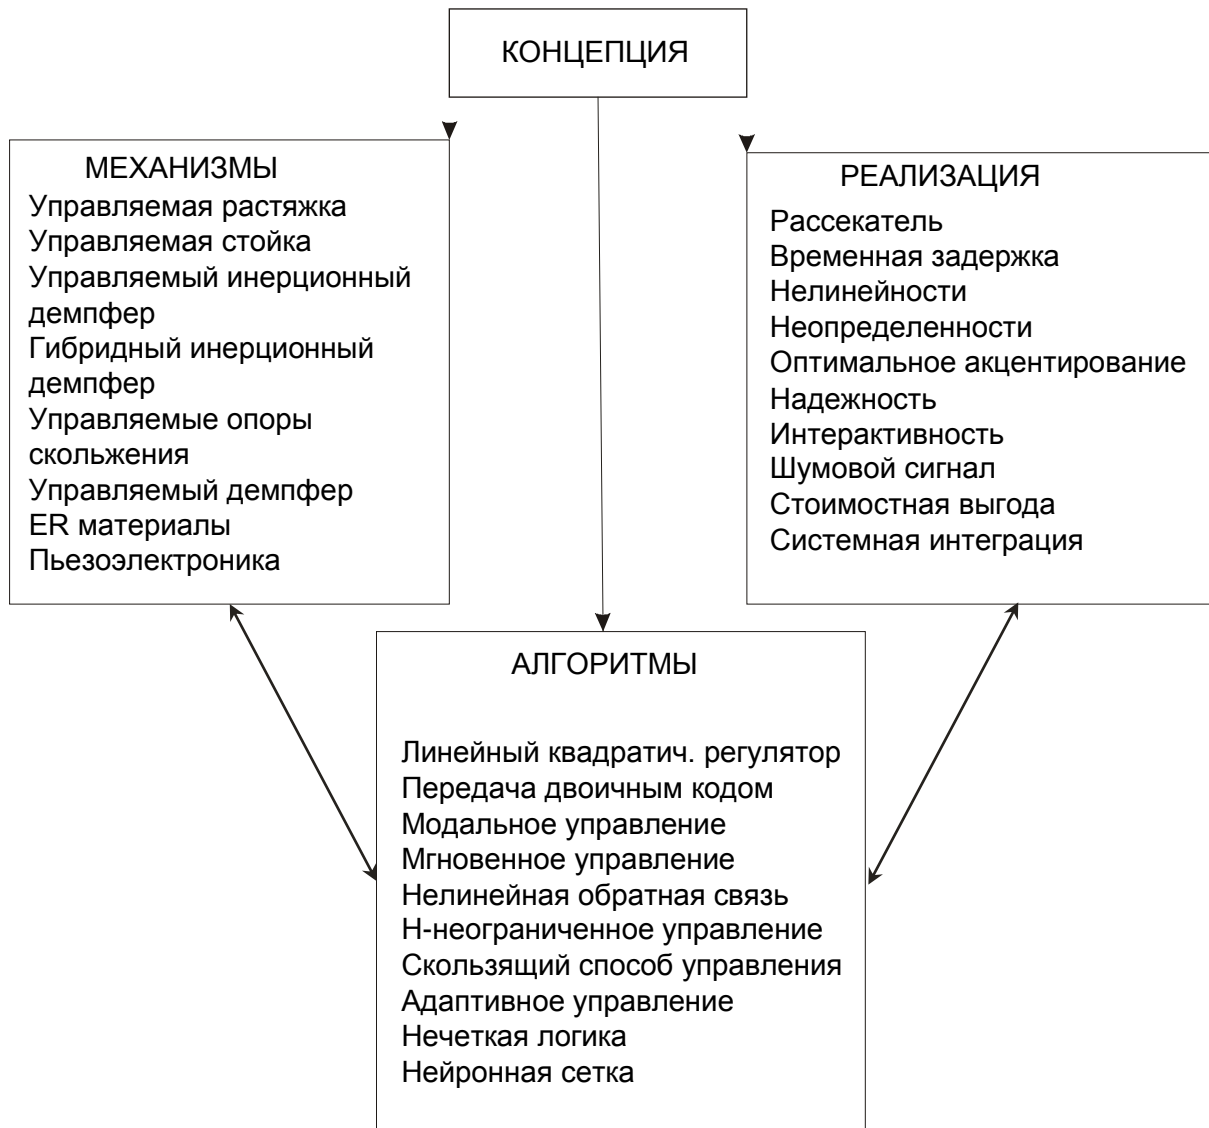 КОНЦЕПЦИЯ
МЕХАНИЗМЫ
Управляемая растяжка
Управляемая стойка
Управляемый инерционный
демпфер
Гибридный инерционный
демпфер
Управляемые опоры
скольжения
Управляемый демпфер
ER материалы
Пьезоэлектроника
РЕАЛИЗАЦИЯ
Рассекатель
Временная задержка
Нелинейности
Неопределенности
Оптимальное акцентирование
Надежность
Интерактивность
Шумовой сигнал
Стоимостная выгода
Системная интеграция
АЛГОРИТМЫ
Линейный квадратич. регулятор
Передача двоичным кодом
Модальное управление
Мгновенное управление
Нелинейная обратная связь
Н-неограниченное управление
Скользящий способ управления
Адаптивное управление
Нечеткая логика
Нейронная сетка